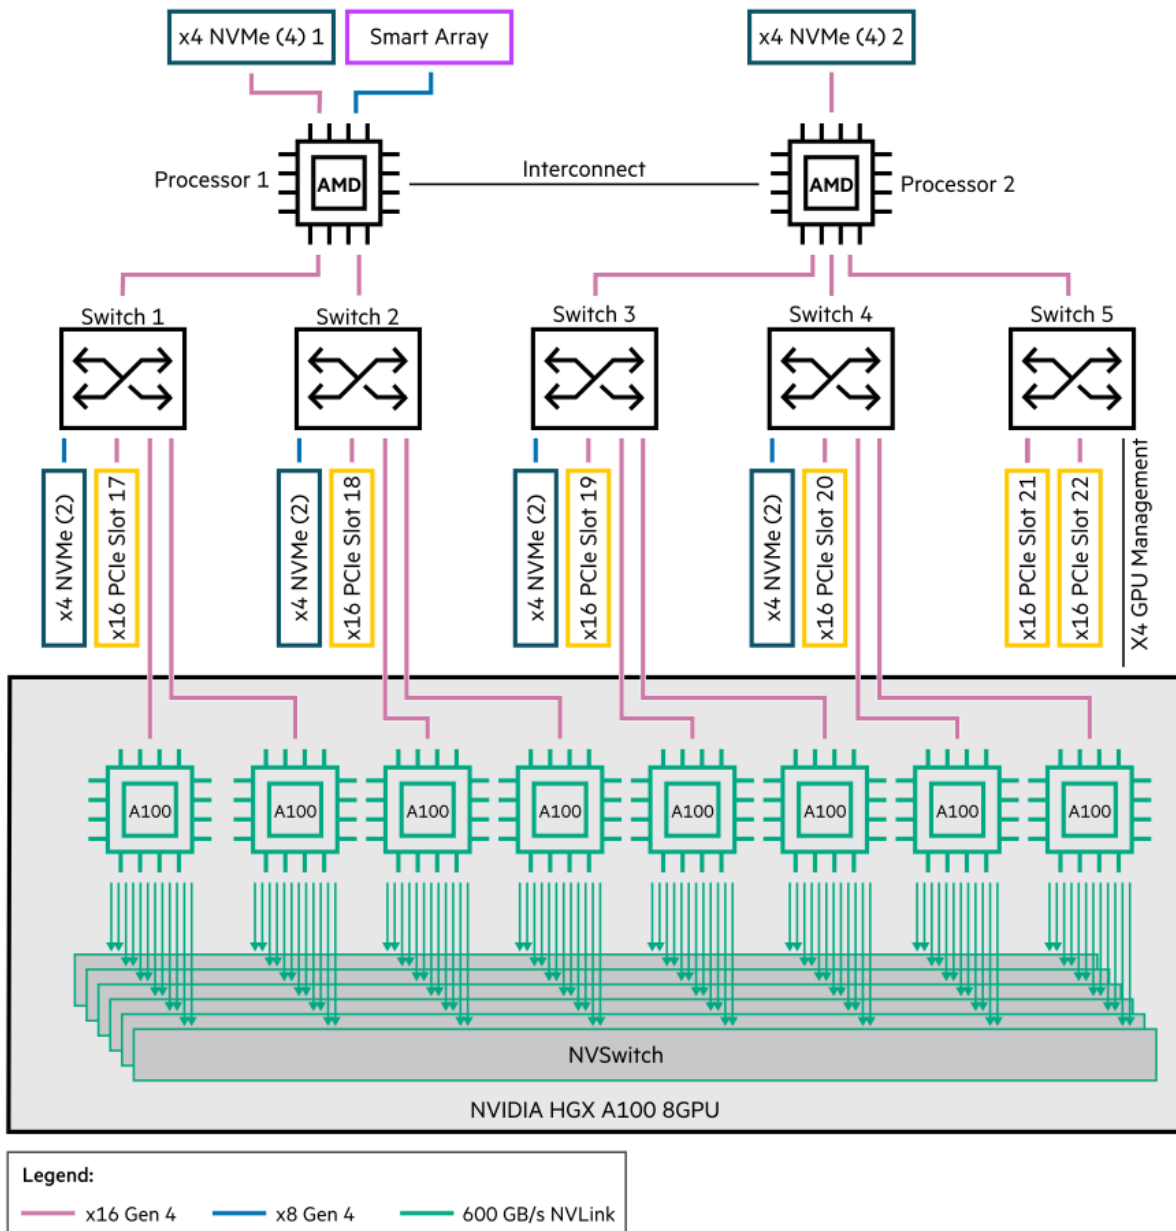 x4 NVMe (4) 1
Smart Array
x4 NVMe (4) 2
Processor 1
AMD
Interconnect
AMD
Processor 2
Switch 1
Switch 2
Switch 3
Switch 4
Switch 5
x4 NVMe (2)
x16 PCIe Slot 17
x4 NVMe (2)
x16 PCIe Slot 18
x4 NVMe (2)
x16 PCIe Slot 19
x4 NVMe (2)
x16 PCIe Slot 20
x16 PCIe Slot 21
x16 PCIe Slot 22
X4 GPU Management
A100
A100
A100
A100
A100
A100
A100
A100
NVSwitch
NVIDIA HGX A100 8GPU
Legend:
x16 Gen 4
x8 Gen 4
600 GB/s NVLink